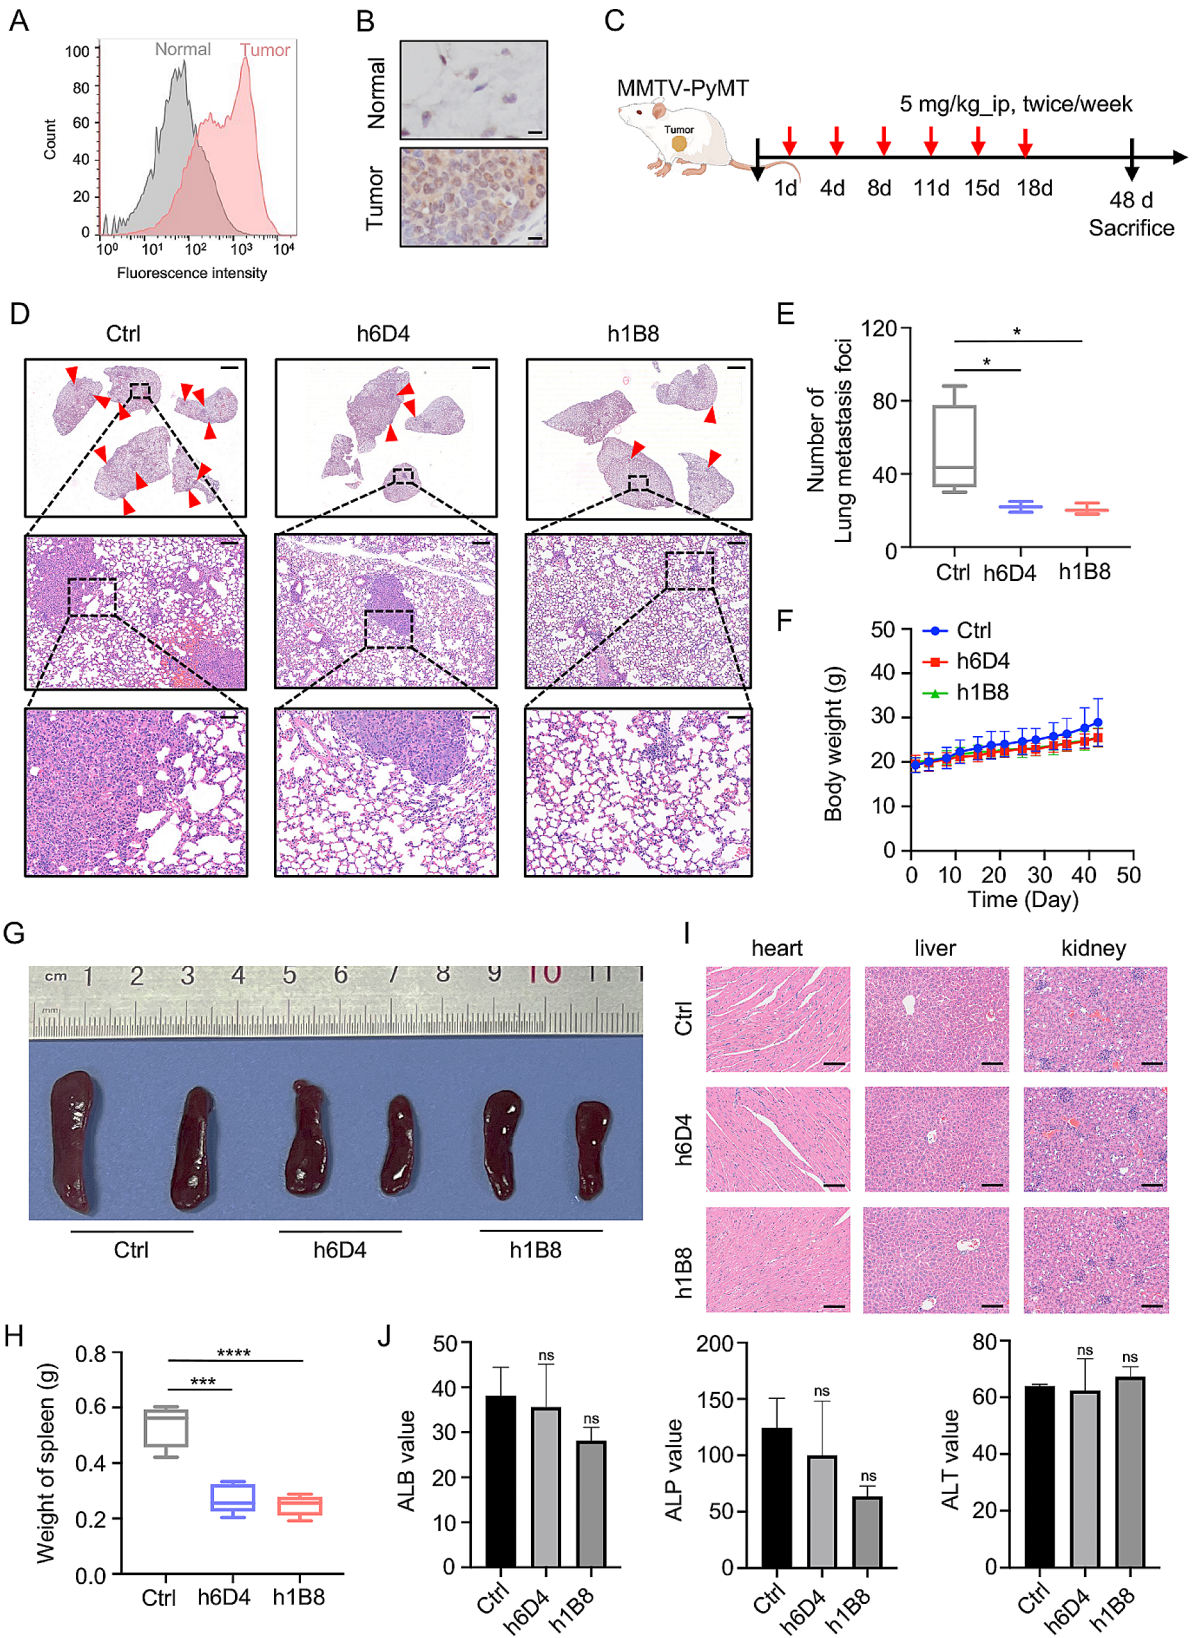 A
Normal
Tumor
100
80
60
40
20
0
Count
10⁰
10¹
10²
10³
10⁴
Fluorescence intensity
B
Normal
Tumor
C
MMTV-PyMT
Tumor
5 mg/kg_ip, twice/week
1d
4d
8d
11d
15d
18d
48 d
Sacrifice
D
Ctrl
h6D4
h1B8
E
Number of
Lung metastasis foci
120
80
40
0
*
*
Ctrl
h6D4
h1B8
F
Body weight (g)
50
40
30
20
10
0
Ctrl
h6D4
h1B8
0
10
20
30
40
50
Time (Day)
G
cm 1 2 3 4 5 6 7 8 9 10 11 1
mm
Ctrl
h6D4
h1B8
H
Weight of spleen (g)
0.8
0.6
0.4
0.2
0.0
****
***
Ctrl
h6D4
h1B8
I
heart
liver
kidney
Ctrl
h6D4
h1B8
J
ALB value
50
40
30
20
10
0
ns
ns
Ctrl
h6D4
h1B8
ALP value
200
150
100
50
0
ns
ns
Ctrl
h6D4
h1B8
ALT value
80
60
40
20
0
ns
ns
Ctrl
h6D4
h1B8